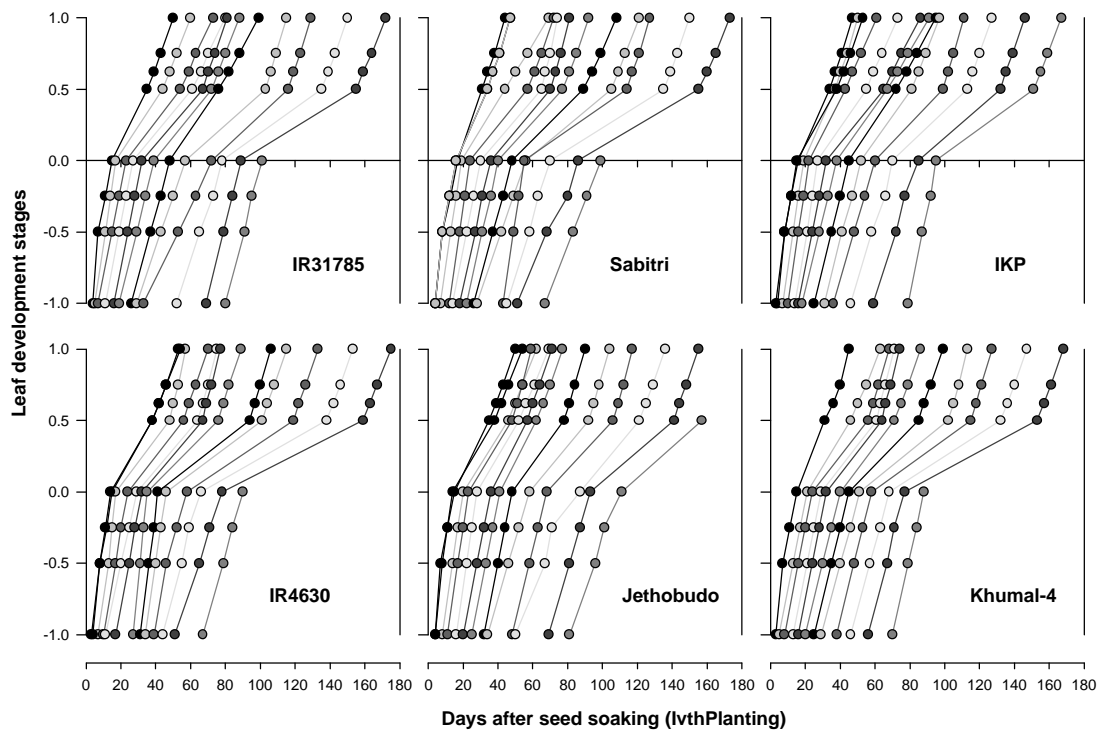 1.0
0.5
0.0
-0.5
-1.0
IR31785
Sabitri
IKP
1.0
0.5
0.0
-0.5
-1.0
IR4630
Jethobudo
Khumal-4
0 20 40 60 80 100 120 140 160 180
0 20 40 60 80 100 120 140 160 180
0 20 40 60 80 100 120 140 160 180
Leaf development stages
Days after seed soaking (IvthPlanting)